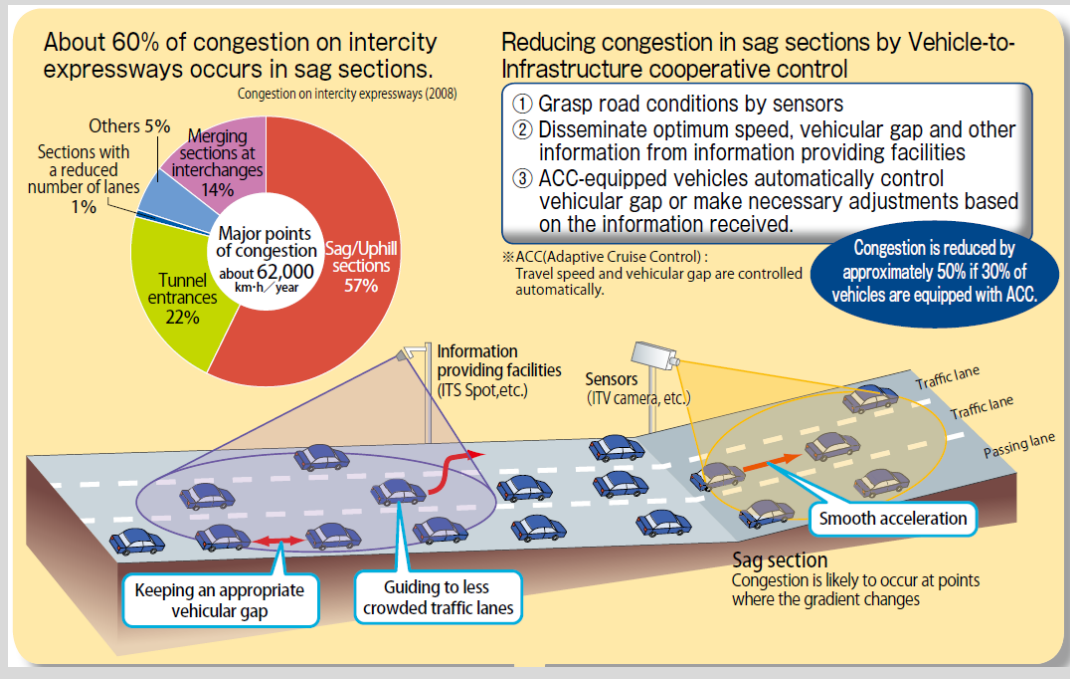 About 60% of congestion on intercity
expressways occurs in sag sections.
Congestion on intercity expressways (2008)
Others 5%
Sections with
a reduced
number of lanes
1%
Merging
sections at
interchanges
14%
Major points
of congestion
about 62,000
km·h/year
Sag/Uphill
sections
57%
Tunnel
entrances
22%
Reducing congestion in sag sections by Vehicle-to-
Infrastructure cooperative control
① Grasp road conditions by sensors
② Disseminate optimum speed, vehicular gap and other
information from information providing facilities
③ ACC-equipped vehicles automatically control
vehicular gap or make necessary adjustments based
on the information received.
※ACC(Adaptive Cruise Control) :
Travel speed and vehicular gap are controlled
automatically.
Congestion is reduced by
approximately 50% if 30% of
vehicles are equipped with ACC.
Information
providing facilities
(ITS Spot,etc.)
Sensors
(ITV camera, etc.)
Traffic lane
Traffic lane
Passing lane
Smooth acceleration
Keeping an appropriate
vehicular gap
Guiding to less
crowded traffic lanes
Sag section
Congestion is likely to occur at points
where the gradient changes